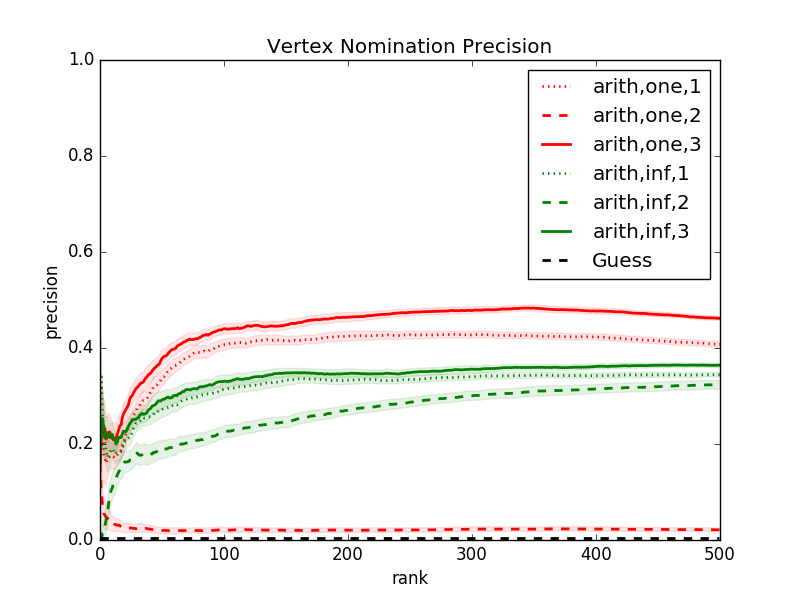 Vertex Nomination Precision
1.0
0.8
0.6
0.4
0.2
0.0
precision
arith,one,1
arith,one,2
arith,one,3
arith,inf,1
arith,inf,2
arith,inf,3
Guess
0 100 200 300 400 500
rank